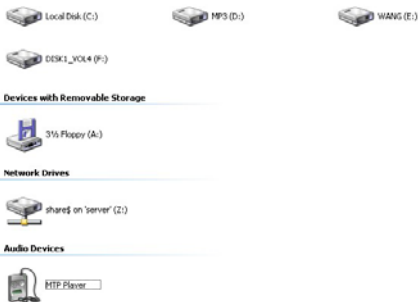 Local Disk (C:) MP3 (D:) WANG (E:)
DISK1_VOL4 (F:)
Devices with Removable Storage
3½ Floppy (A:)
Network Drives
share$ on 'server' (Z:)
Audio Devices
MTP Player